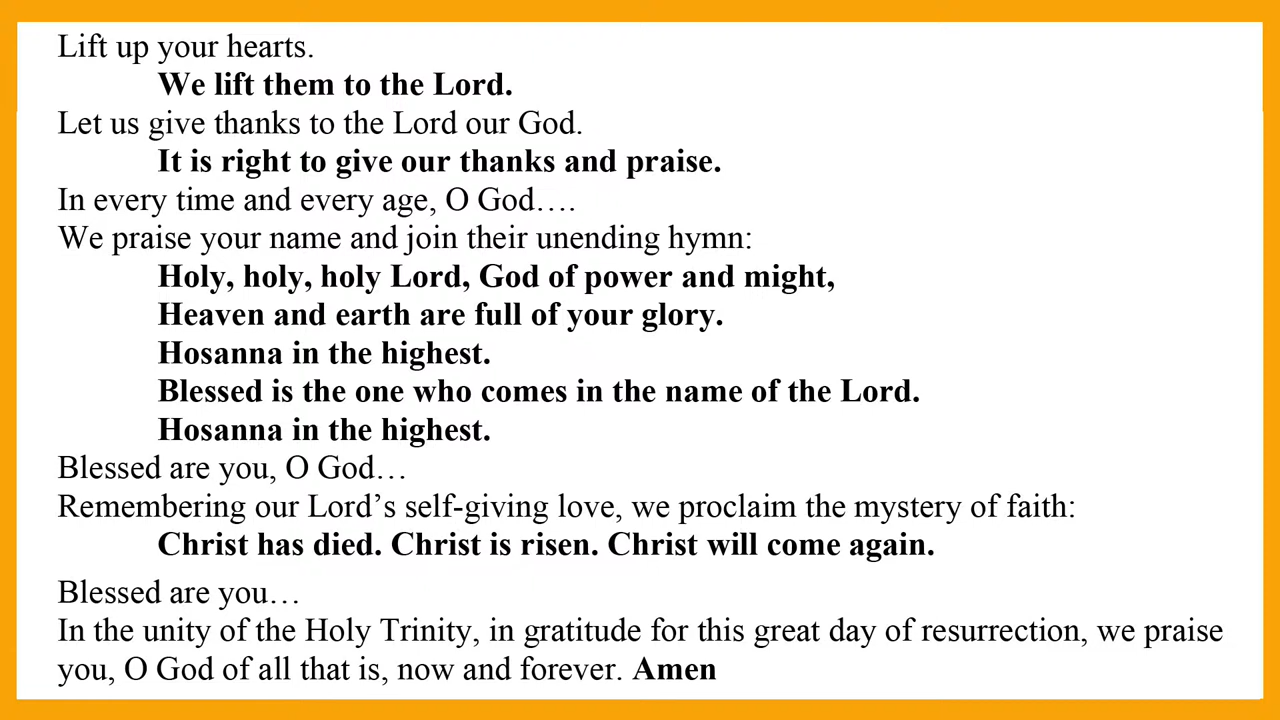 Lift up your hearts.
We lift them to the Lord.
Let us give thanks to the Lord our God.
It is right to give our thanks and praise.
In every time and every age, O God….
We praise your name and join their unending hymn:
Holy, holy, holy Lord, God of power and might,
Heaven and earth are full of your glory.
Hosanna in the highest.
Blessed is the one who comes in the name of the Lord.
Hosanna in the highest.
Blessed are you, O God…
Remembering our Lord’s self-giving love, we proclaim the mystery of faith:
Christ has died. Christ is risen. Christ will come again.
Blessed are you…
In the unity of the Holy Trinity, in gratitude for this great day of resurrection, we praise
you, O God of all that is, now and forever. Amen